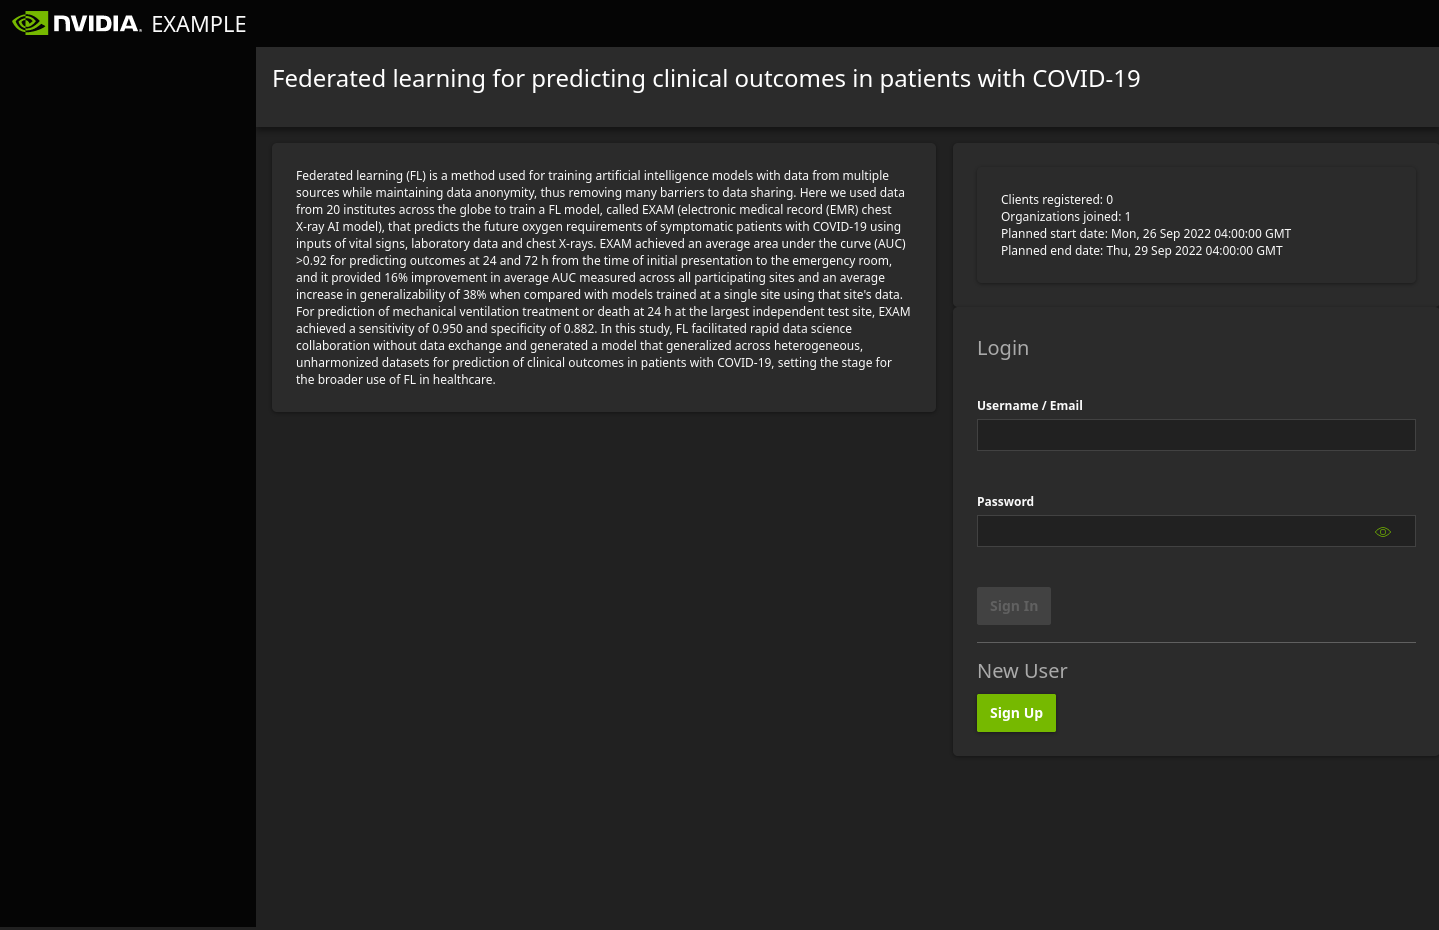 NVIDIA. EXAMPLE
Federated learning for predicting clinical outcomes in patients with COVID-19
Federated learning (FL) is a method used for training artificial intelligence models with data from multiple
sources while maintaining data anonymity, thus removing many barriers to data sharing. Here we used data
from 20 institutes across the globe to train a FL model, called EXAM (electronic medical record (EMR) chest
X-ray AI model), that predicts the future oxygen requirements of symptomatic patients with COVID-19 using
inputs of vital signs, laboratory data and chest X-rays. EXAM achieved an average area under the curve (AUC)
>0.92 for predicting outcomes at 24 and 72 h from the time of initial presentation to the emergency room,
and it provided 16% improvement in average AUC measured across all participating sites and an average
increase in generalizability of 38% when compared with models trained at a single site using that site's data.
For prediction of mechanical ventilation treatment or death at 24 h at the largest independent test site, EXAM
achieved a sensitivity of 0.950 and specificity of 0.882. In this study, FL facilitated rapid data science
collaboration without data exchange and generated a model that generalized across heterogeneous,
unharmonized datasets for prediction of clinical outcomes in patients with COVID-19, setting the stage for
the broader use of FL in healthcare.
Clients registered: 0
Organizations joined: 1
Planned start date: Mon, 26 Sep 2022 04:00:00 GMT
Planned end date: Thu, 29 Sep 2022 04:00:00 GMT
Login
Username / Email
Password
Sign In
New User
Sign Up